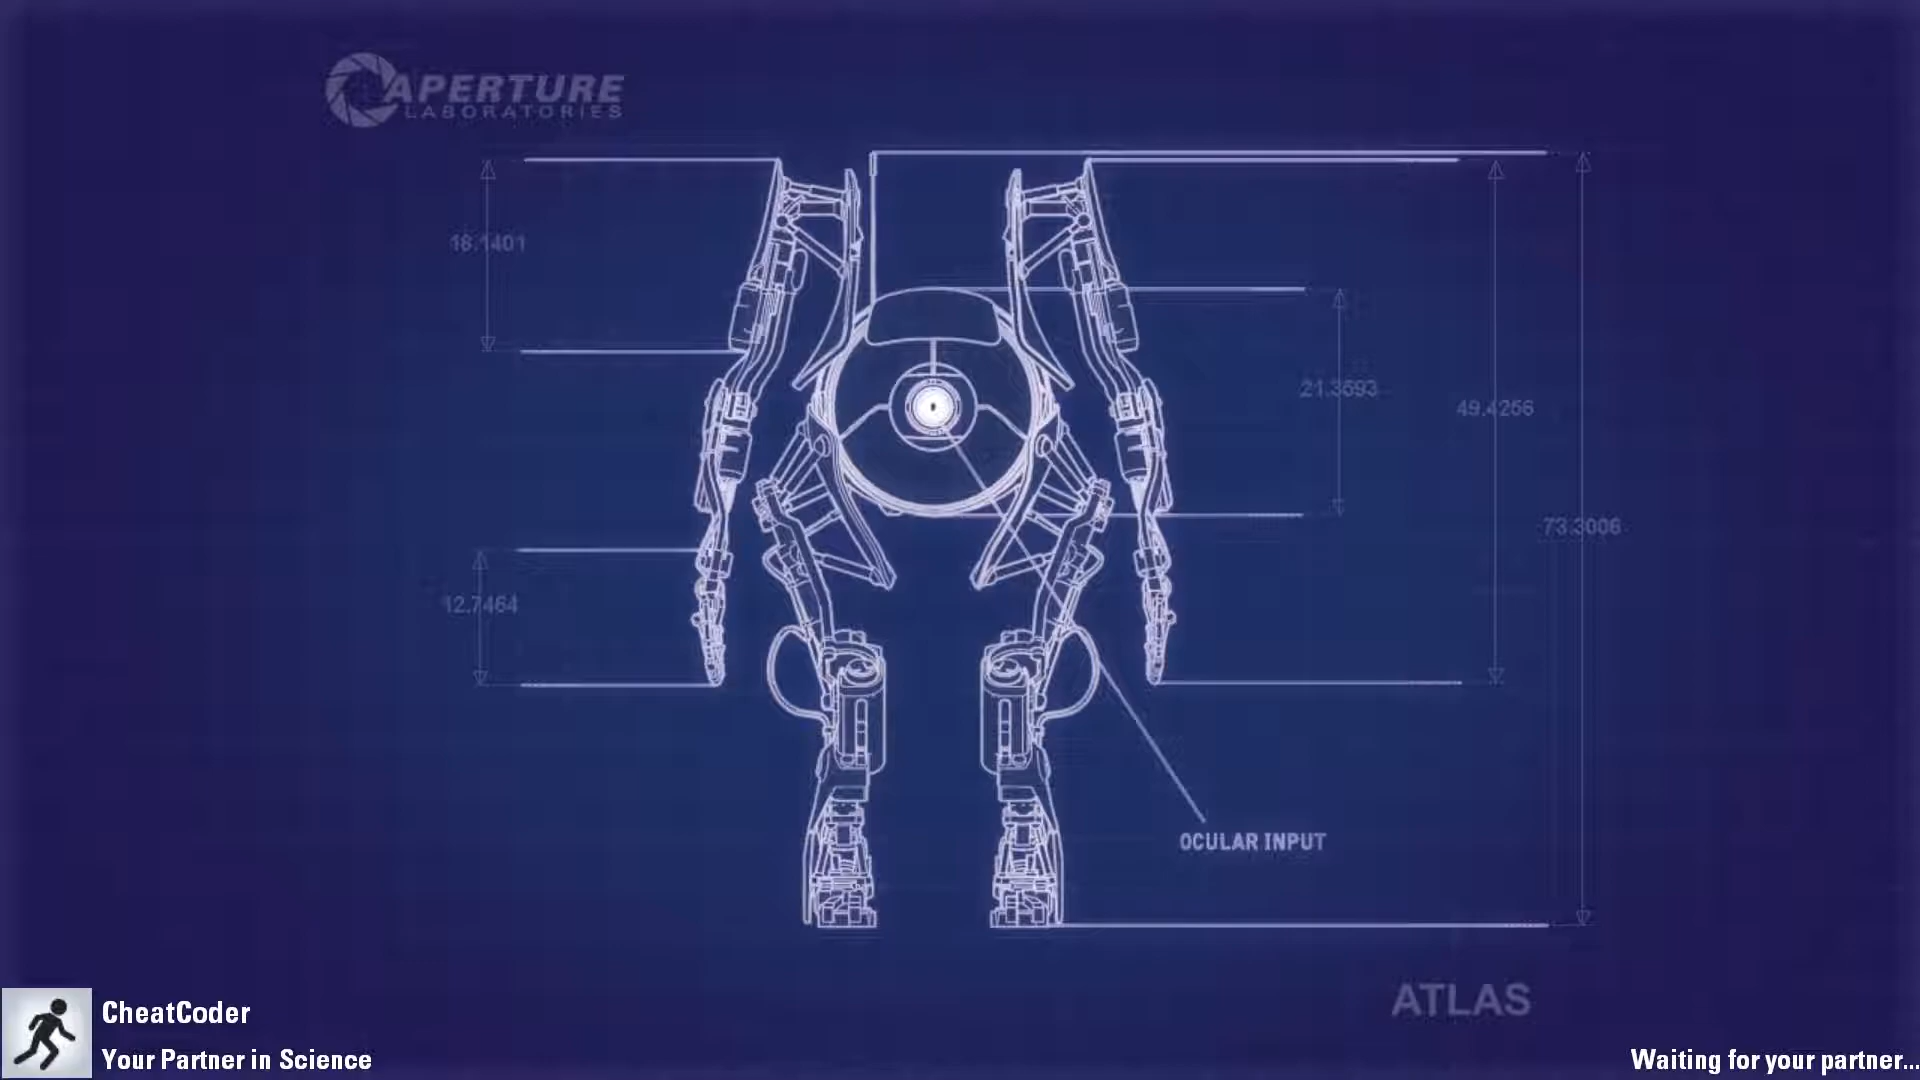 APERTURE
LABORATORIES
18.1401
21.3593
49.4256
73.3006
12.7464
OCULAR INPUT
ATLAS
CheatCoder
Your Partner in Science
Waiting for your partner...